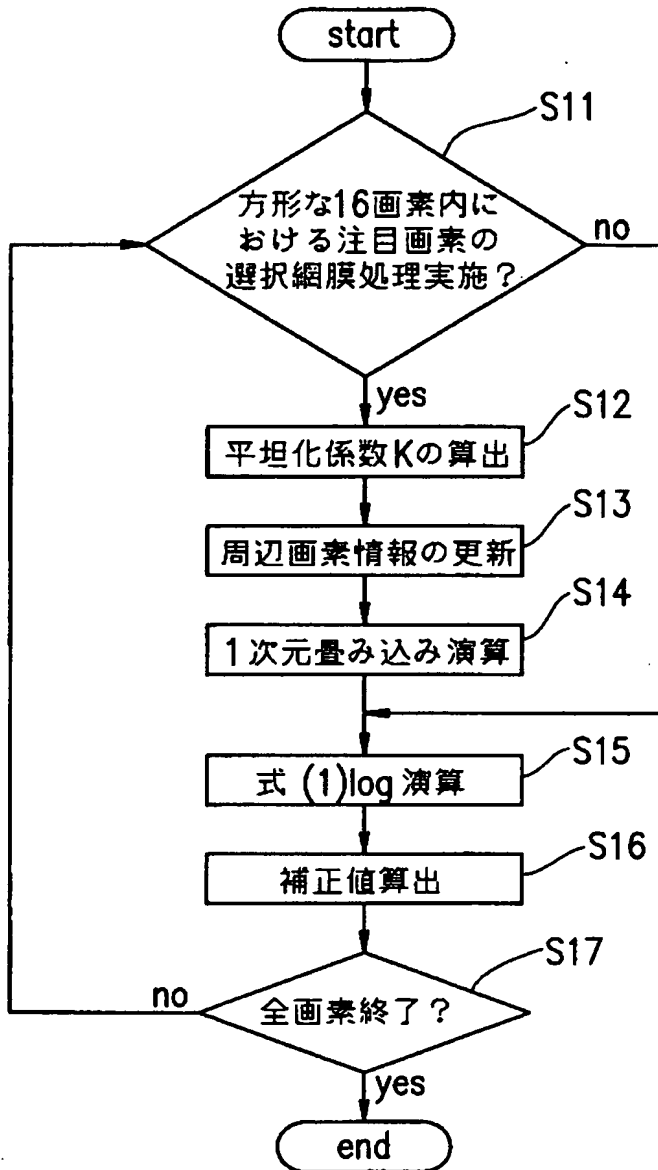 start
S11
方形な16画素内に
おける注目画素の
選択網膜処理実施？
no
yes
S12
平坦化係数Kの算出
S13
周辺画素情報の更新
S14
1次元畳み込み演算
S15
式 (1)log 演算
S16
補正値算出
S17
全画素終了？
no
yes
end